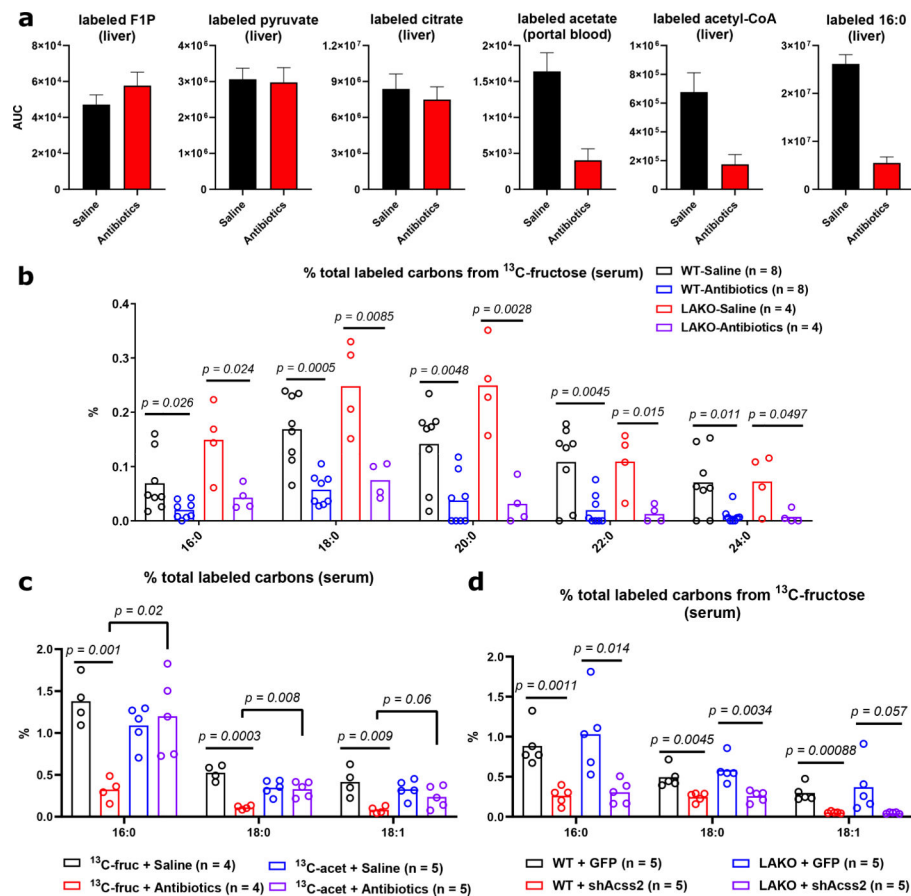 a
labeled F1P
(liver)
labeled pyruvate
(liver)
labeled citrate
(liver)
labeled acetate
(portal blood)
labeled acetyl-CoA
(liver)
labeled 16:0
(liver)
AUC
8×10⁴
6×10⁴
4×10⁴
2×10⁴
0
Saline
Antibiotics
4×10⁶
3×10⁶
2×10⁶
1×10⁶
0
Saline
Antibiotics
1×10⁷
8×10⁶
6×10⁶
4×10⁶
2×10⁶
0
Saline
Antibiotics
2×10⁴
2×10⁴
1×10⁴
5×10³
0
Saline
Antibiotics
1×10⁶
8×10⁵
6×10⁵
4×10⁵
2×10⁵
0
Saline
Antibiotics
3×10⁷
2×10⁷
1×10⁷
0
Saline
Antibiotics
b
% total labeled carbons from ¹³C-fructose (serum)
WT-Saline (n = 8)
WT-Antibiotics (n = 8)
LAKO-Saline (n = 4)
LAKO-Antibiotics (n = 4)
%
0.4
0.3
0.2
0.1
0.0
p = 0.026
p = 0.024
p = 0.0005
p = 0.0085
p = 0.0048
p = 0.0028
p = 0.0045
p = 0.015
p = 0.011
p = 0.0497
16:0
18:0
20:0
22:0
24:0
c
% total labeled carbons (serum)
%
2.0
1.5
1.0
0.5
0.0
p = 0.02
p = 0.001
p = 0.008
p = 0.0003
p = 0.06
p = 0.009
16:0
18:0
18:1
¹³C-fruc + Saline (n = 4)
¹³C-acet + Saline (n = 5)
¹³C-fruc + Antibiotics (n = 4)
¹³C-acet + Antibiotics (n = 5)
d
% total labeled carbons from ¹³C-fructose
(serum)
%
2.0
1.5
1.0
0.5
0.0
p = 0.014
p = 0.0011
p = 0.0034
p = 0.0045
p = 0.057
p = 0.00088
16:0
18:0
18:1
WT + GFP (n = 5)
LAKO + GFP (n = 5)
WT + shAcss2 (n = 5)
LAKO + shAcss2 (n = 5)